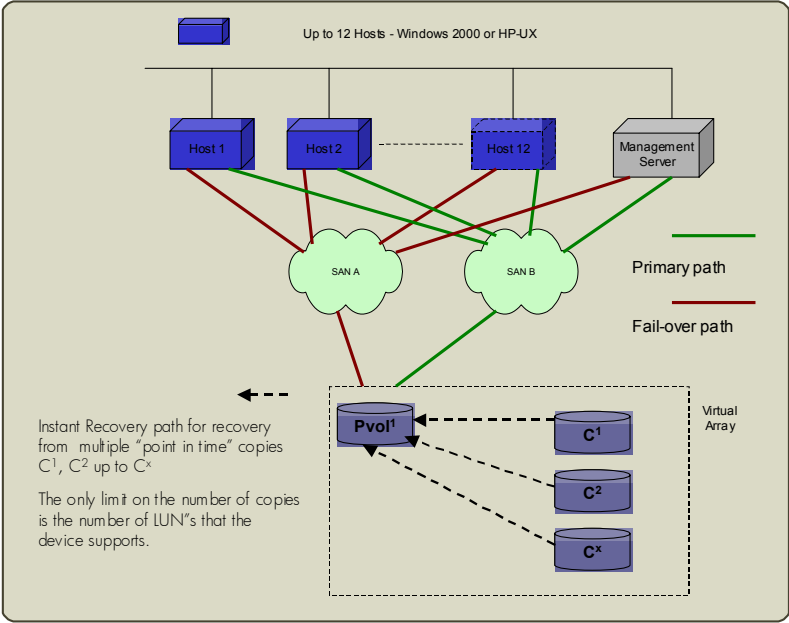 Up to 12 Hosts - Windows 2000 or HP-UX
Host 1
Host 2
Host 12
Management
Server
SAN A
SAN B
Primary path
Fail-over path
Virtual
Array
Pvol¹
C¹
C²
Cˣ
Instant Recovery path for recovery
from multiple “point in time” copies
C¹, C² up to Cˣ
The only limit on the number of copies
is the number of LUN”s that the
device supports.